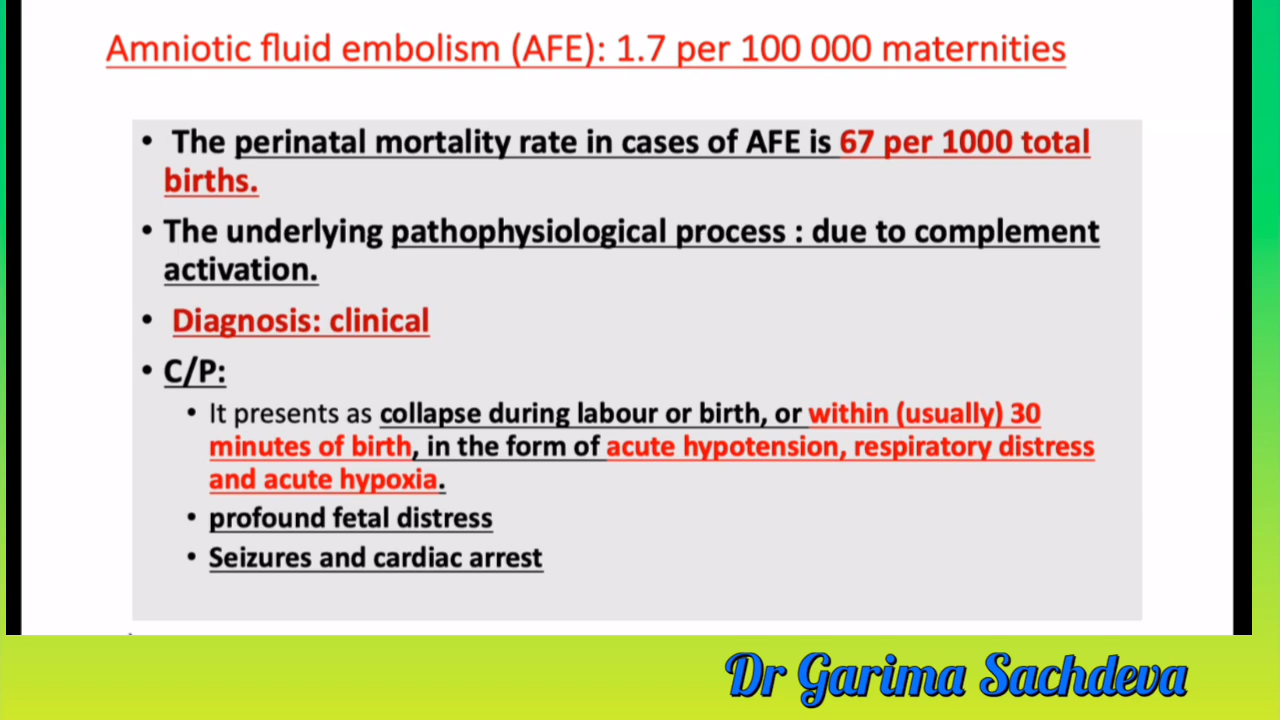 Amniotic fluid embolism (AFE): 1.7 per 100 000 maternities
• The perinatal mortality rate in cases of AFE is 67 per 1000 total
births.
• The underlying pathophysiological process : due to complement
activation.
• Diagnosis: clinical
• C/P:
• It presents as collapse during labour or birth, or within (usually) 30
minutes of birth, in the form of acute hypotension, respiratory distress
and acute hypoxia.
• profound fetal distress
• Seizures and cardiac arrest
Dr Garima Sachdeva